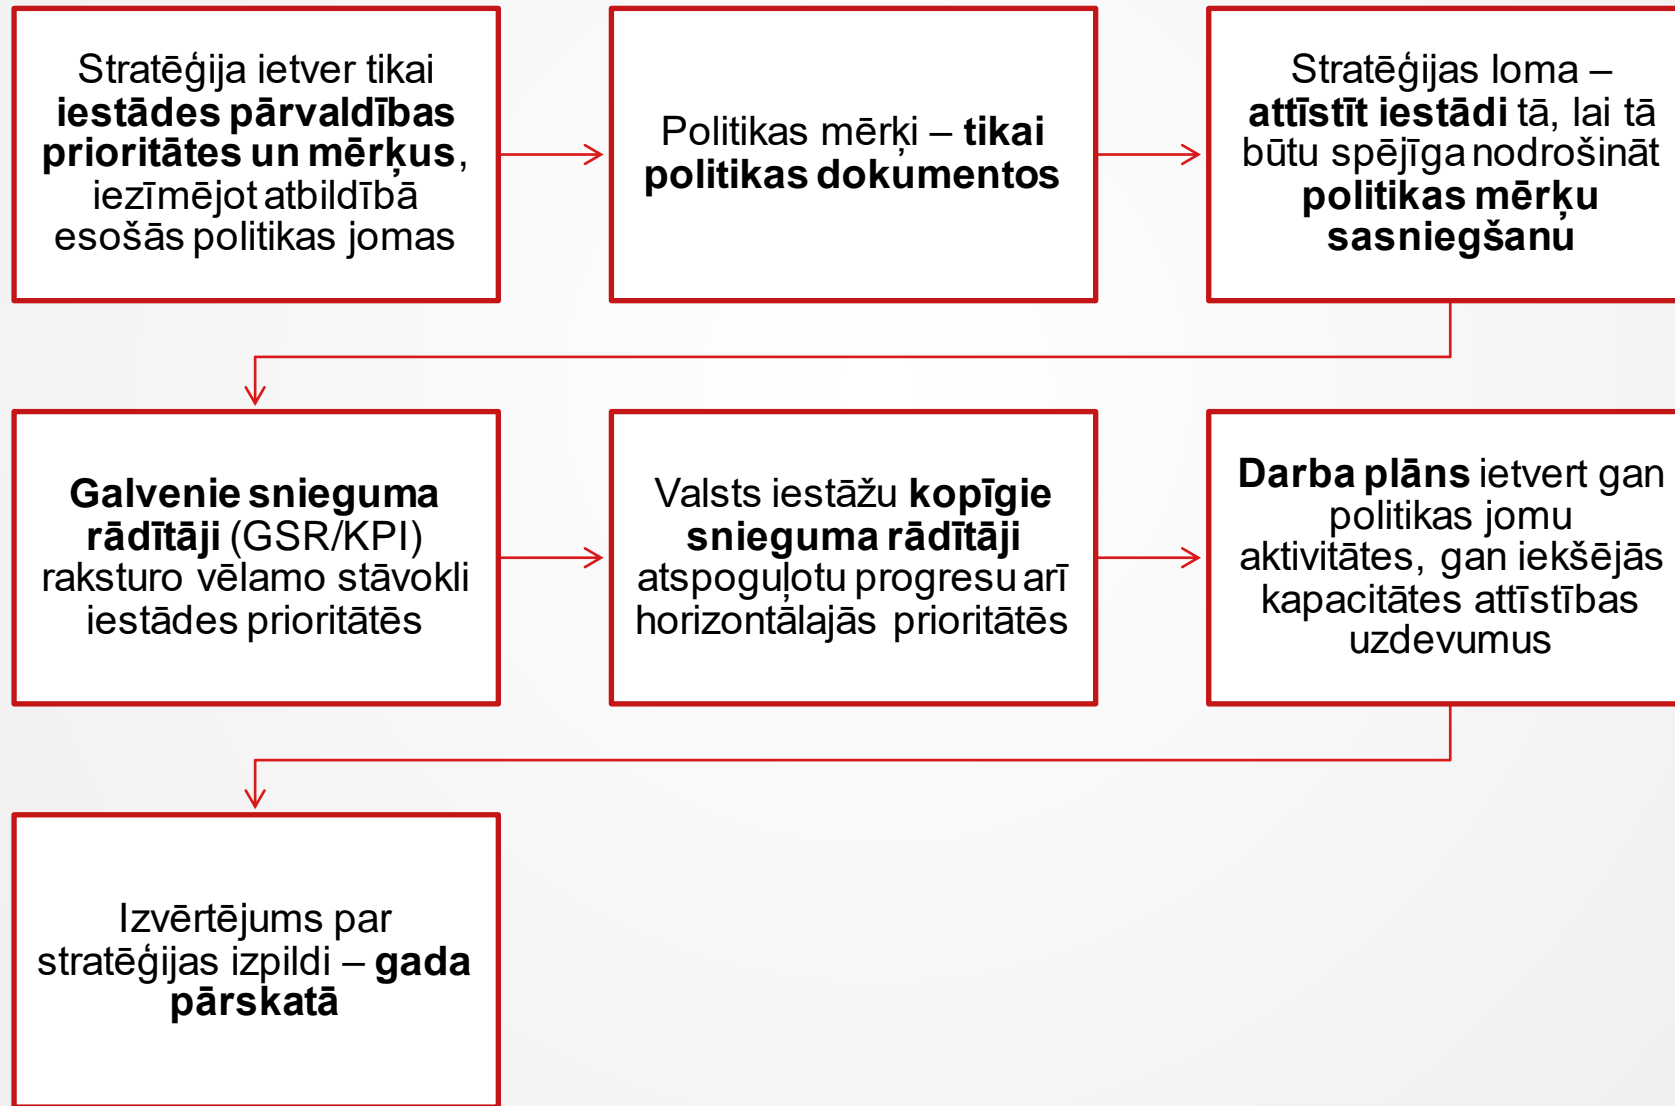 Stratēģija ietver tikai
iestādes pārvaldības
prioritātes un mērķus,
iezīmējot atbildībā
esošās politikas jomas
Politikas mērķi – tikai
politikas dokumentos
Stratēģijas loma –
attīstīt iestādi tā, lai tā
būtu spējīga nodrošināt
politikas mērķu
sasniegšanu
Galvenie snieguma
rādītāji (GSR/KPI)
raksturo vēlamo stāvokli
iestādes prioritātēs
Valsts iestāžu kopīgie
snieguma rādītāji
atspoguļotu progresu arī
horizontālajās prioritātēs
Darba plāns ietvert gan
politikas jomu
aktivitātes, gan iekšējās
kapacitātes attīstības
uzdevumus
Izvērtējums par
stratēģijas izpildi – gada
pārskatā